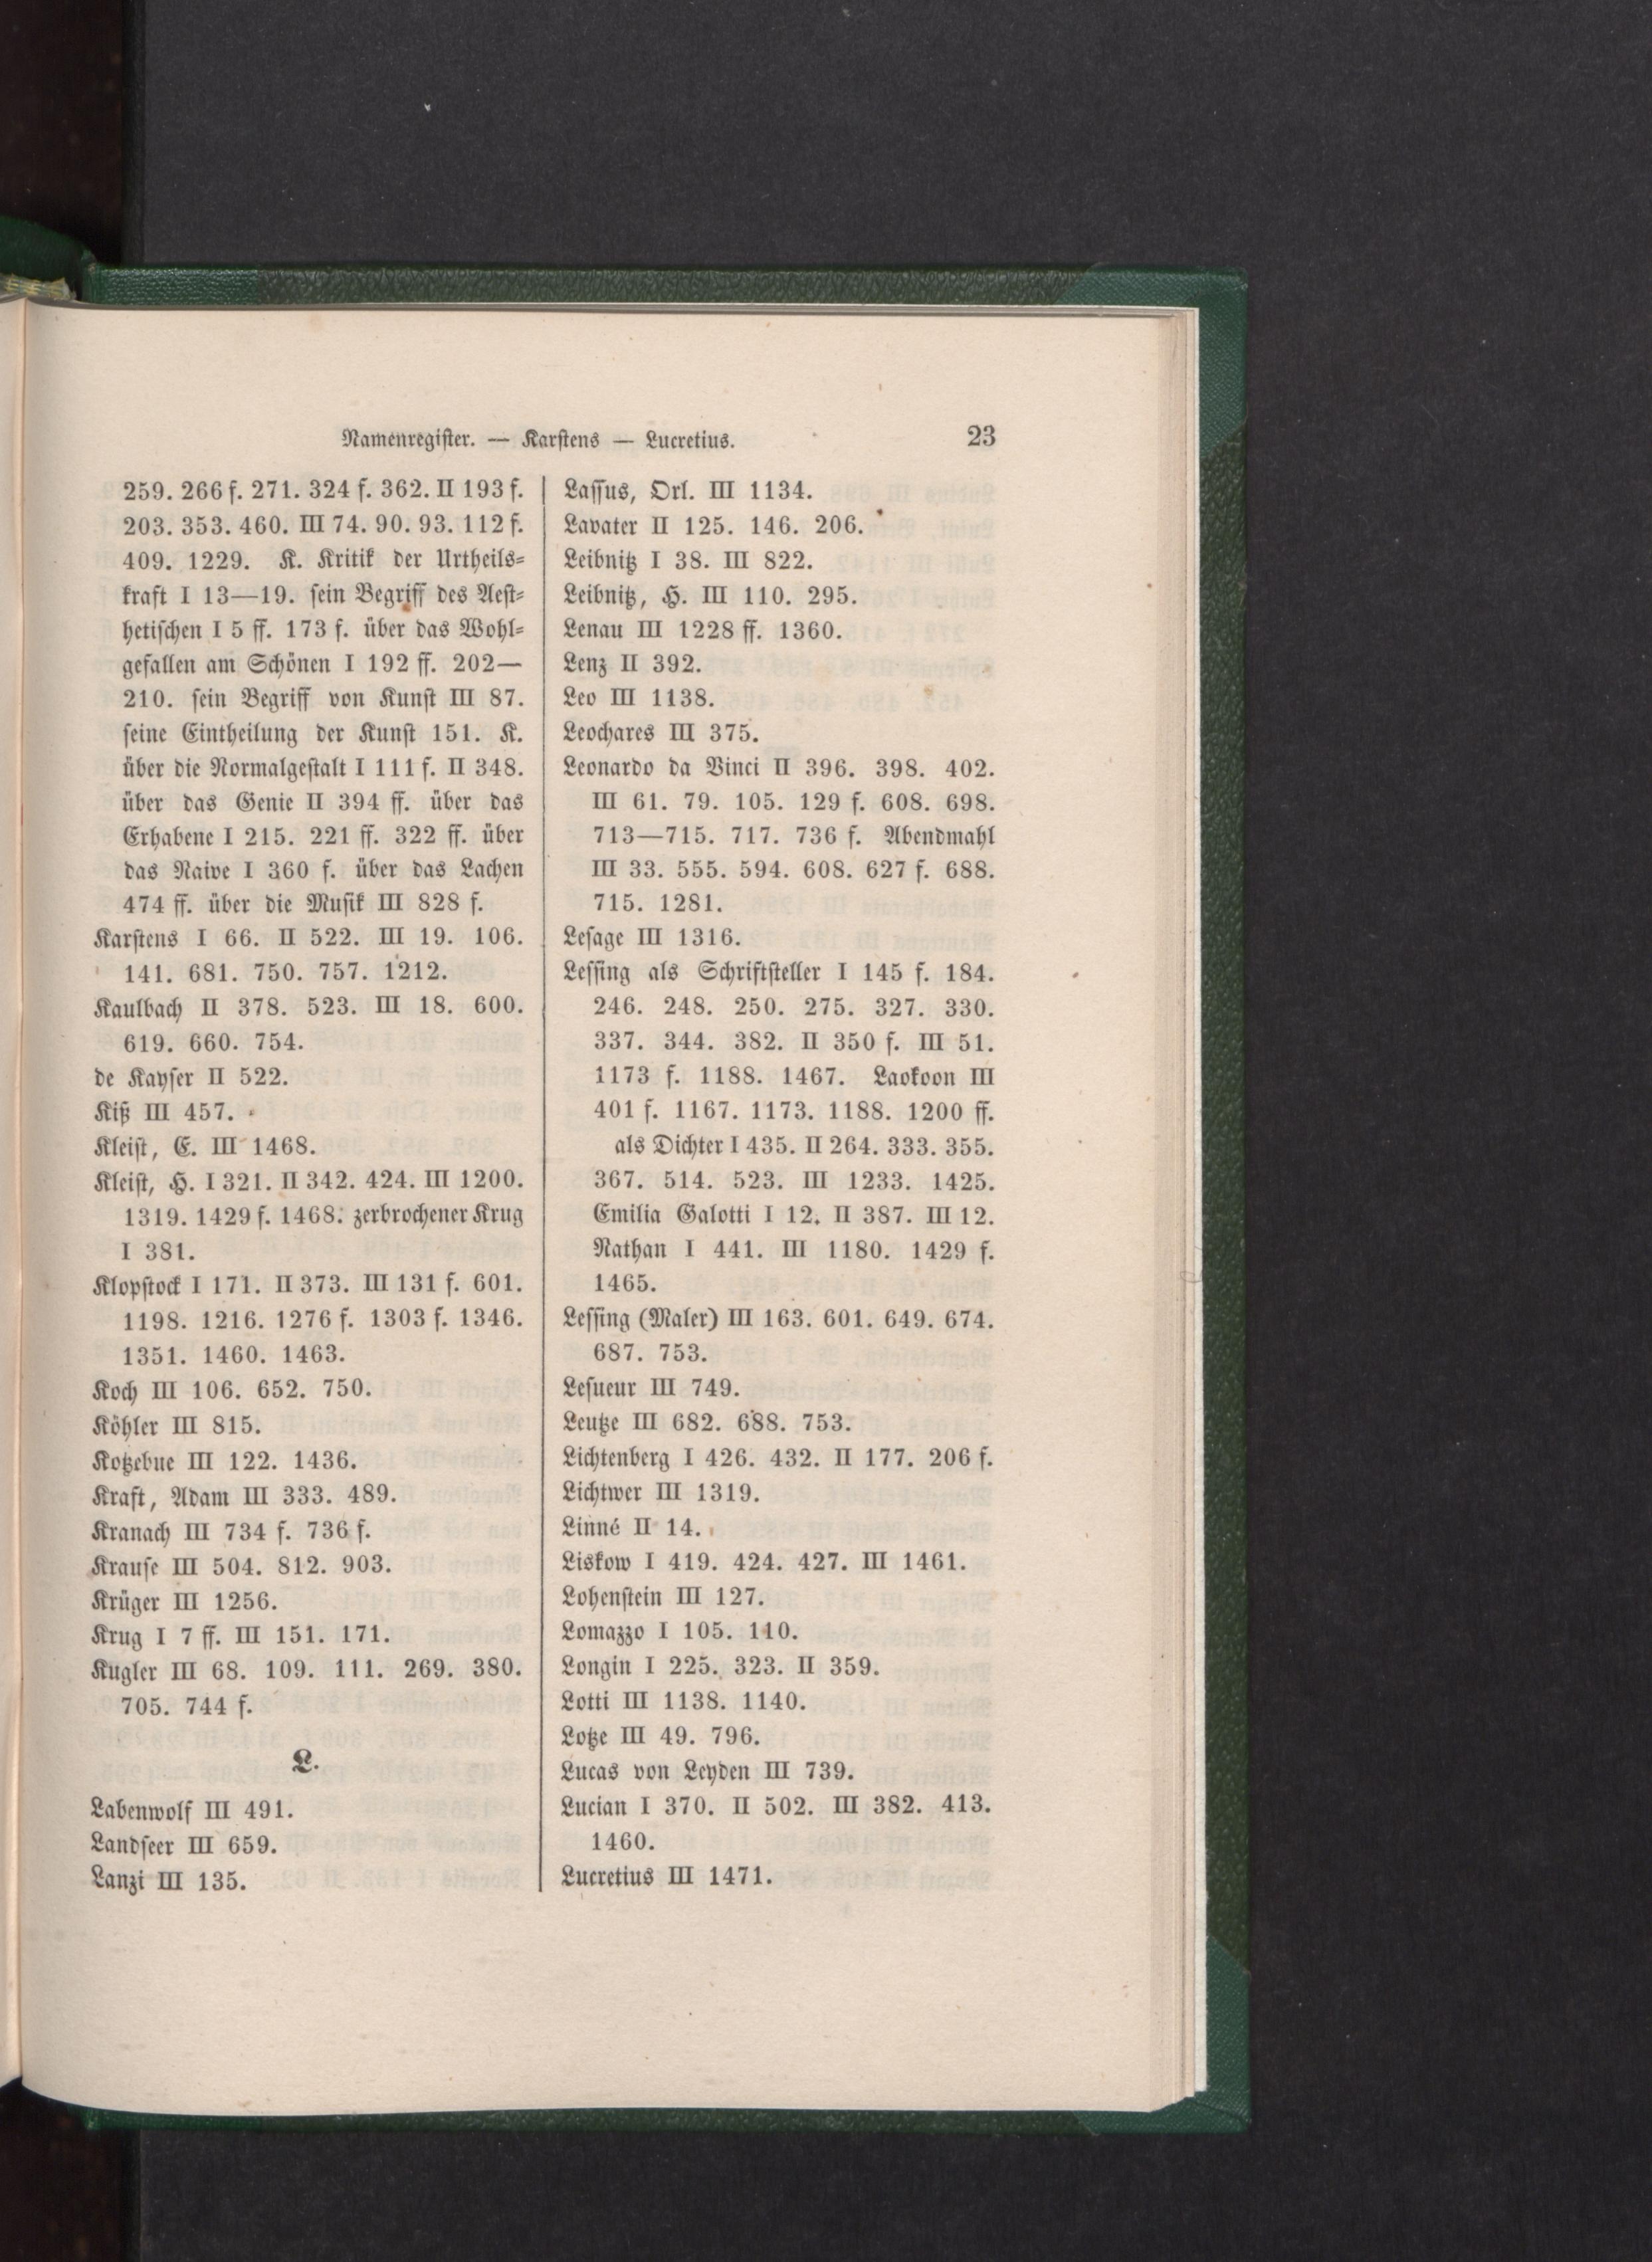 Namenregister. — Karstens — Lucretius. 23
259. 266 f. 271. 324 f. 362. II 193 f.
203. 353. 460. III 74. 90. 93. 112 f.
409. 1229. K. Kritik der Urtheils-
kraft I 13—19. sein Begriff des Aest-
hetischen I 5 ff. 173 f. über das Wohl-
gefallen am Schönen I 192 ff. 202—
210. sein Begriff von Kunst III 87.
seine Eintheilung der Kunst 151. K.
über die Normalgestalt I 111 f. II 348.
über das Genie II 394 ff. über das
Erhabene I 215. 221 ff. 322 ff. über
das Naive I 360 f. über das Lachen
474 ff. über die Musik III 828 f.
Karstens I 66. II 522. III 19. 106.
141. 681. 750. 757. 1212.
Kaulbach II 378. 523. III 18. 600.
619. 660. 754.
de Kayser II 522.
Kiß III 457.
Kleist, E. III 1468.
Kleist, H. I 321. II 342. 424. III 1200.
1319. 1429 f. 1468. zerbrochener Krug
I 381.
Klopstock I 171. II 373. III 131 f. 601.
1198. 1216. 1276 f. 1303 f. 1346.
1351. 1460. 1463.
Koch III 106. 652. 750.
Köhler III 815.
Kotzebue III 122. 1436.
Kraft, Adam III 333. 489.
Kranach III 734 f. 736 f.
Krause III 504. 812. 903.
Krüger III 1256.
Krug I 7 ff. III 151. 171.
Kugler III 68. 109. 111. 269. 380.
705. 744 f.
L.
Labenwolf III 491.
Landseer III 659.
Lanzi III 135.
Lassus, Orl. III 1134.
Lavater II 125. 146. 206.
Leibnitz I 38. III 822.
Leibnitz, H. III 110. 295.
Lenau III 1228 ff. 1360.
Lenz II 392.
Leo III 1138.
Leochares III 375.
Leonardo da Vinci II 396. 398. 402.
III 61. 79. 105. 129 f. 608. 698.
713—715. 717. 736 f. Abendmahl
III 33. 555. 594. 608. 627 f. 688.
715. 1281.
Lesage III 1316.
Lessing als Schriftsteller I 145 f. 184.
246. 248. 250. 275. 327. 330.
337. 344. 382. II 350 f. III 51.
1173 f. 1188. 1467. Laokoon III
401 f. 1167. 1173. 1188. 1200 ff.
als Dichter I 435. II 264. 333. 355.
367. 514. 523. III 1233. 1425.
Emilia Galotti I 12. II 387. III 12.
Nathan I 441. III 1180. 1429 f.
1465.
Lessing (Maler) III 163. 601. 649. 674.
687. 753.
Lesueur III 749.
Leutze III 682. 688. 753.
Lichtenberg I 426. 432. II 177. 206 f.
Lichtwer III 1319.
Linné II 14.
Liskow I 419. 424. 427. III 1461.
Lohenstein III 127.
Lomazzo I 105. 110.
Longin I 225. 323. II 359.
Lotti III 1138. 1140.
Lotze III 49. 796.
Lucas von Leyden III 739.
Lucian I 370. II 502. III 382. 413.
1460.
Lucretius III 1471.